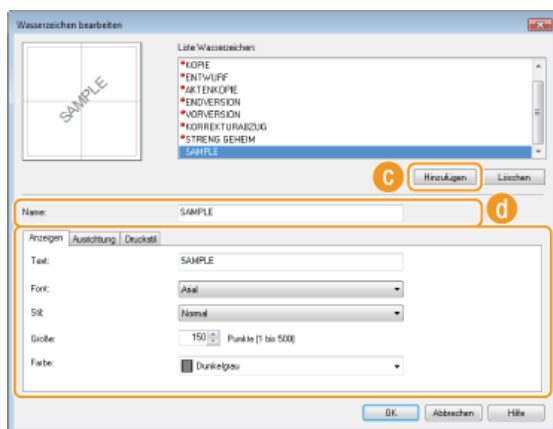 Wasserzeichen bearbeiten
SAMPLE
Liste Wasserzeichen:
*KOPIE
*ENTWURF
*AKTENKOPIE
*ENDVERSION
*VORVERSION
*KORREKTURABZUG
*STRENG GEHEIM
SAMPLE
c Hinzufügen Löschen
Name: SAMPLE d
Anzeigen Ausrichtung Druckstil
Text: SAMPLE
Font: Arial
Stil: Normal
Größe: 150 Punkte [1 bis 500]
Farbe: Dunkelgrau
OK Abbrechen Hilfe